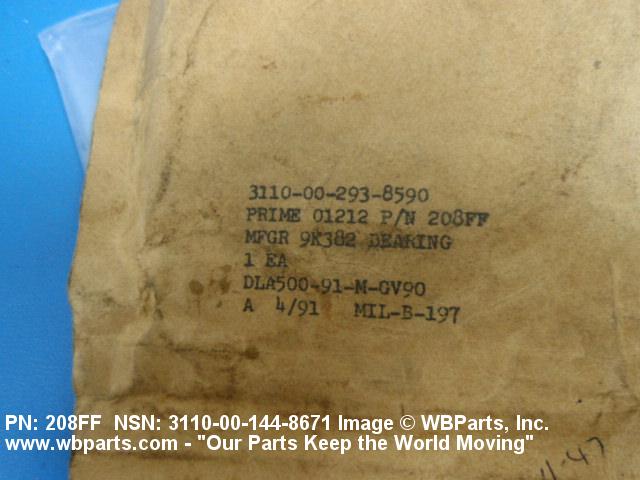 3110-00-293-8590
PRIME 01212 P/N 208FF
MFGR 9K382 BEARING
1 EA
DLA500-91-M-GV90
A 4/91 MIL-B-197
11-47
PN: 208FF NSN: 3110-00-144-8671 Image © WBParts, Inc.
www.wbparts.com - "Our Parts Keep the World Moving"